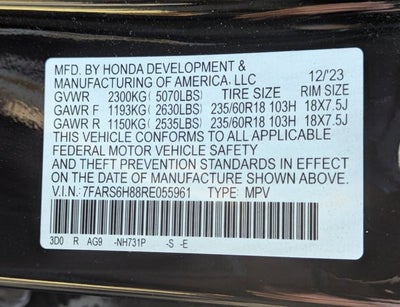 MFD. BY HONDA DEVELOPMENT &
MANUFACTURING OF AMERICA, LLC 12/'23
GVWR 2300KG( 5070LBS) TIRE SIZE RIM SIZE
GAWR F 1193KG( 2630LBS) 235/60R18 103H 18X7.5J
GAWR R 1150KG( 2535LBS) 235/60R18 103H 18X7.5J
THIS VEHICLE CONFORMS TO ALL APPLICABLE
FEDERAL MOTOR VEHICLE SAFETY
AND THEFT PREVENTION STANDARDS IN EFFECT ON
THE DATE OF MANUFACTURE SHOWN ABOVE.
V.I.N: 7FARS6H88RE055961 TYPE: MPV
3D0 R AG9 -NH731P -S -E